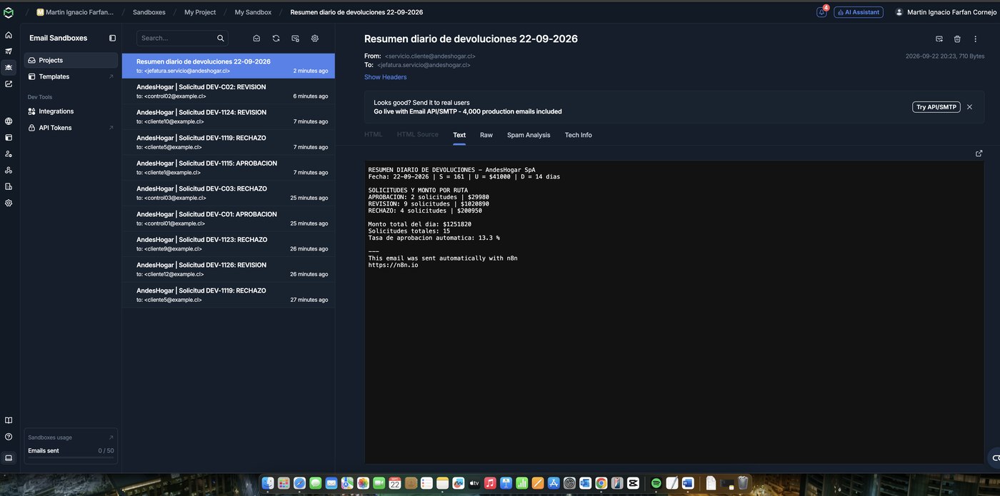 M Martin Ignacio Farfan... / Sandboxes / My Project / My Sandbox / Resumen diario de devoluciones 22-09-2026
4
AI Assistant
Martin Ignacio Farfan Cornejo
Email Sandboxes
Projects
Templates
Dev Tools
Integrations
API Tokens
Sandboxes usage
Emails sent 0 / 50
Search...
Resumen diario de devoluciones 22-09-2026
to: <jefatura.servicio@andeshogar.cl> 2 minutes ago
AndesHogar | Solicitud DEV-C02: REVISION
to: <control02@example.cl> 6 minutes ago
AndesHogar | Solicitud DEV-1124: REVISION
to: <cliente10@example.cl> 7 minutes ago
AndesHogar | Solicitud DEV-1119: RECHAZO
to: <cliente5@example.cl> 7 minutes ago
AndesHogar | Solicitud DEV-1115: APROBACION
to: <cliente1@example.cl> 7 minutes ago
AndesHogar | Solicitud DEV-C03: RECHAZO
to: <control03@example.cl> 25 minutes ago
AndesHogar | Solicitud DEV-C01: APROBACION
to: <control01@example.cl> 25 minutes ago
AndesHogar | Solicitud DEV-1123: RECHAZO
to: <cliente9@example.cl> 26 minutes ago
AndesHogar | Solicitud DEV-1126: REVISION
to: <cliente12@example.cl> 26 minutes ago
AndesHogar | Solicitud DEV-1119: RECHAZO
to: <cliente5@example.cl> 27 minutes ago
Resumen diario de devoluciones 22-09-2026
From: <servicio.cliente@andeshogar.cl>
2026-09-22 20:23, 710 Bytes
To: <jefatura.servicio@andeshogar.cl>
Show Headers
Looks good? Send it to real users
Go live with Email API/SMTP - 4,000 production emails included
Try API/SMTP
HTML HTML Source Text Raw Spam Analysis Tech Info
RESUMEN DIARIO DE DEVOLUCIONES - AndesHogar SpA
Fecha: 22-09-2026 | S = 161 | U = $41000 | D = 14 dias
SOLICITUDES Y MONTO POR RUTA
APROBACION: 2 solicitudes | $29980
REVISION: 9 solicitudes | $1020890
RECHAZO: 4 solicitudes | $200950
Monto total del dia: $1251820
Solicitudes totales: 15
Tasa de aprobacion automatica: 13.3 %
---
This email was sent automatically with n8n
https://n8n.io
22
tv